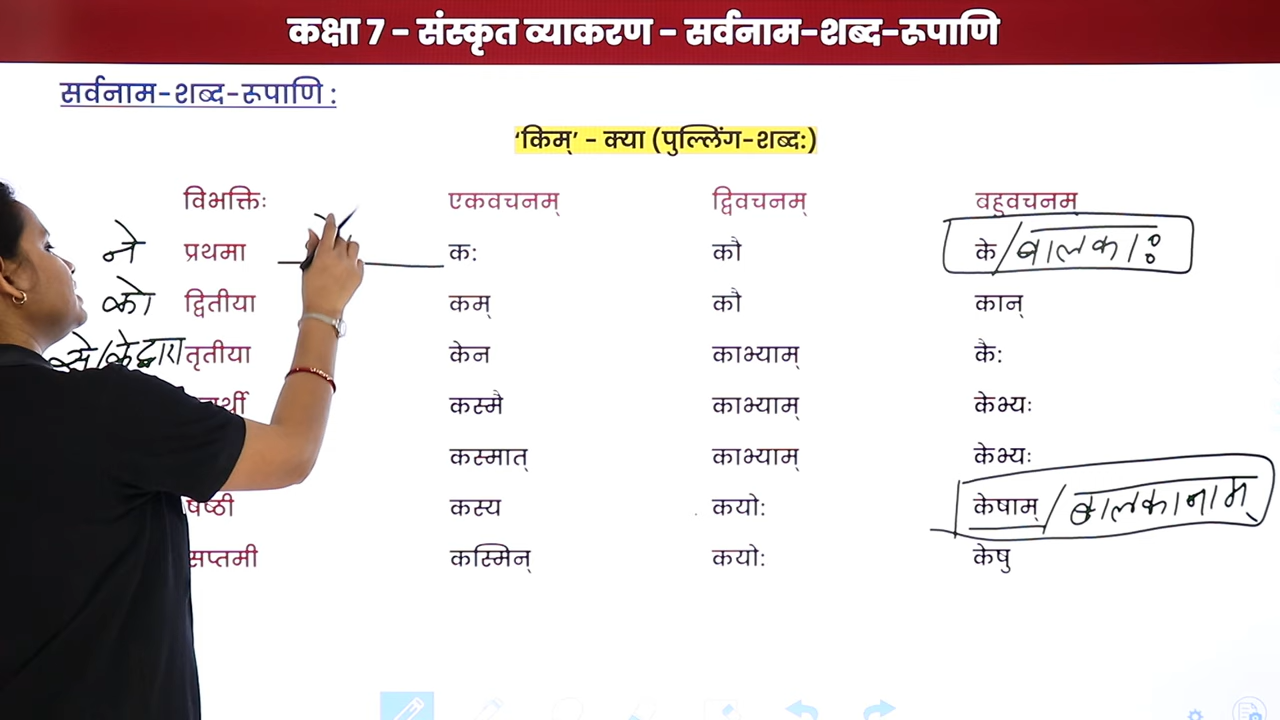 कक्षा 7 - संस्कृत व्याकरण - सर्वनाम-शब्द-रूपाणि
सर्वनाम-शब्द-रूपाणि :
‘किम्’ - क्या (पुल्लिंग-शब्दः)
विभक्तिः एकवचनम् द्विवचनम् बहुवचनम्
ने प्रथमा कः कौ के/बालकाः
को द्वितीया कम् कौ कान्
से/के द्वारा तृतीया केन काभ्याम् कैः
कस्मै काभ्याम् केभ्यः
कस्मात् काभ्याम् केभ्यः
षष्ठी कस्य कयोः केषाम्/बालकानाम्
सप्तमी कस्मिन् कयोः केषु